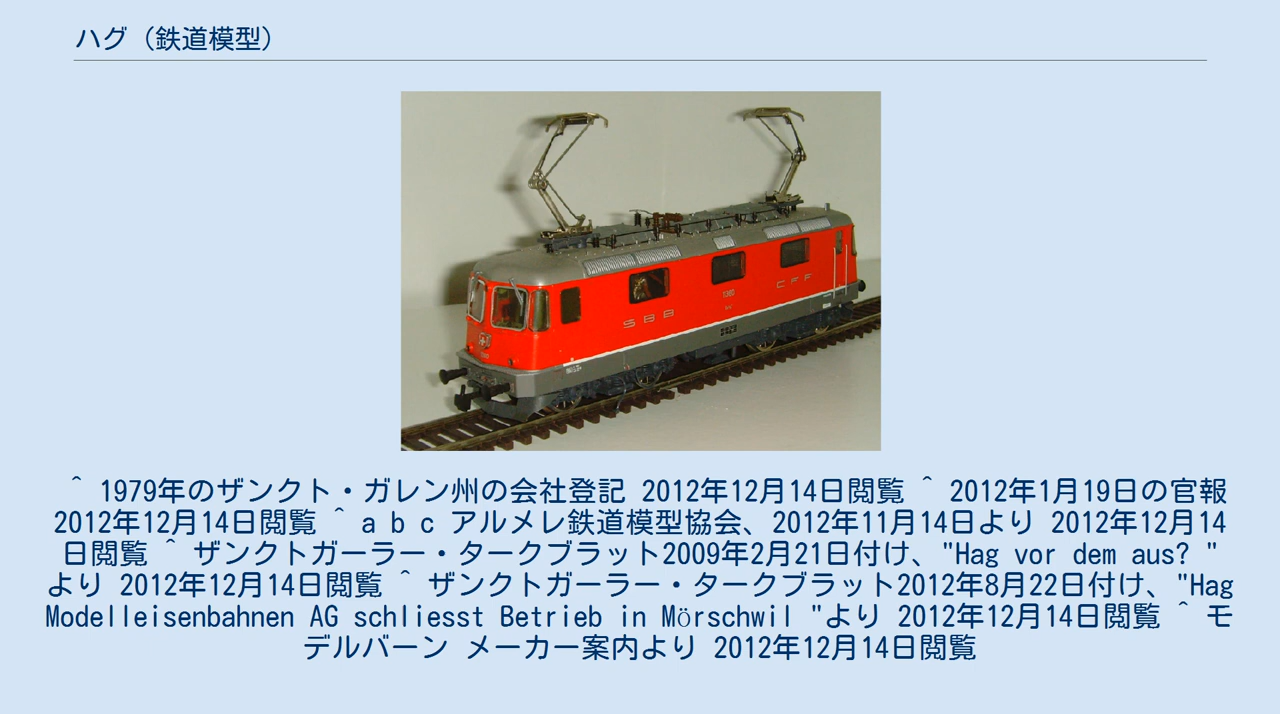 ハグ（鉄道模型）
SBB
CFF
^ 1979年のザンクト・ガレン州の会社登記 2012年12月14日閲覧 ^ 2012年1月19日の官報
2012年12月14日閲覧 ^ a b c アルメレ鉄道模型協会、2012年11月14日より 2012年12月14
日閲覧 ^ ザンクトガーラー・タークブラット2009年2月21日付け、"Hag vor dem aus? "
より 2012年12月14日閲覧 ^ ザンクトガーラー・タークブラット2012年8月22日付け、"Hag
Modelleisenbahnen AG schliesst Betrieb in Mörschwil "より 2012年12月14日閲覧 ^ モ
デルバーン メーカー案内より 2012年12月14日閲覧